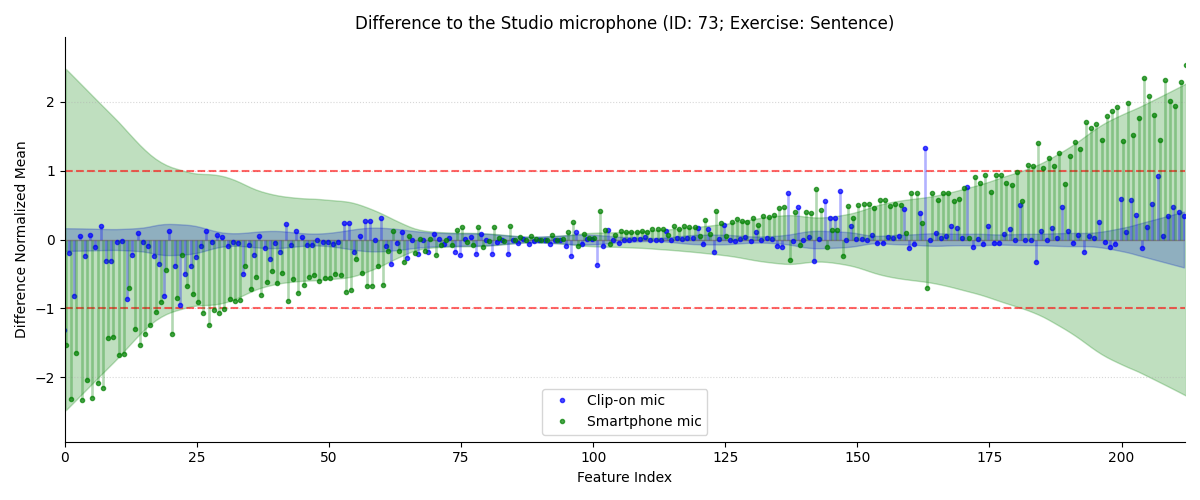 Difference to the Studio microphone (ID: 73; Exercise: Sentence)
Difference Normalized Mean
2
1
0
−1
−2
Clip-on mic
Smartphone mic
0 25 50 75 100 125 150 175 200
Feature Index